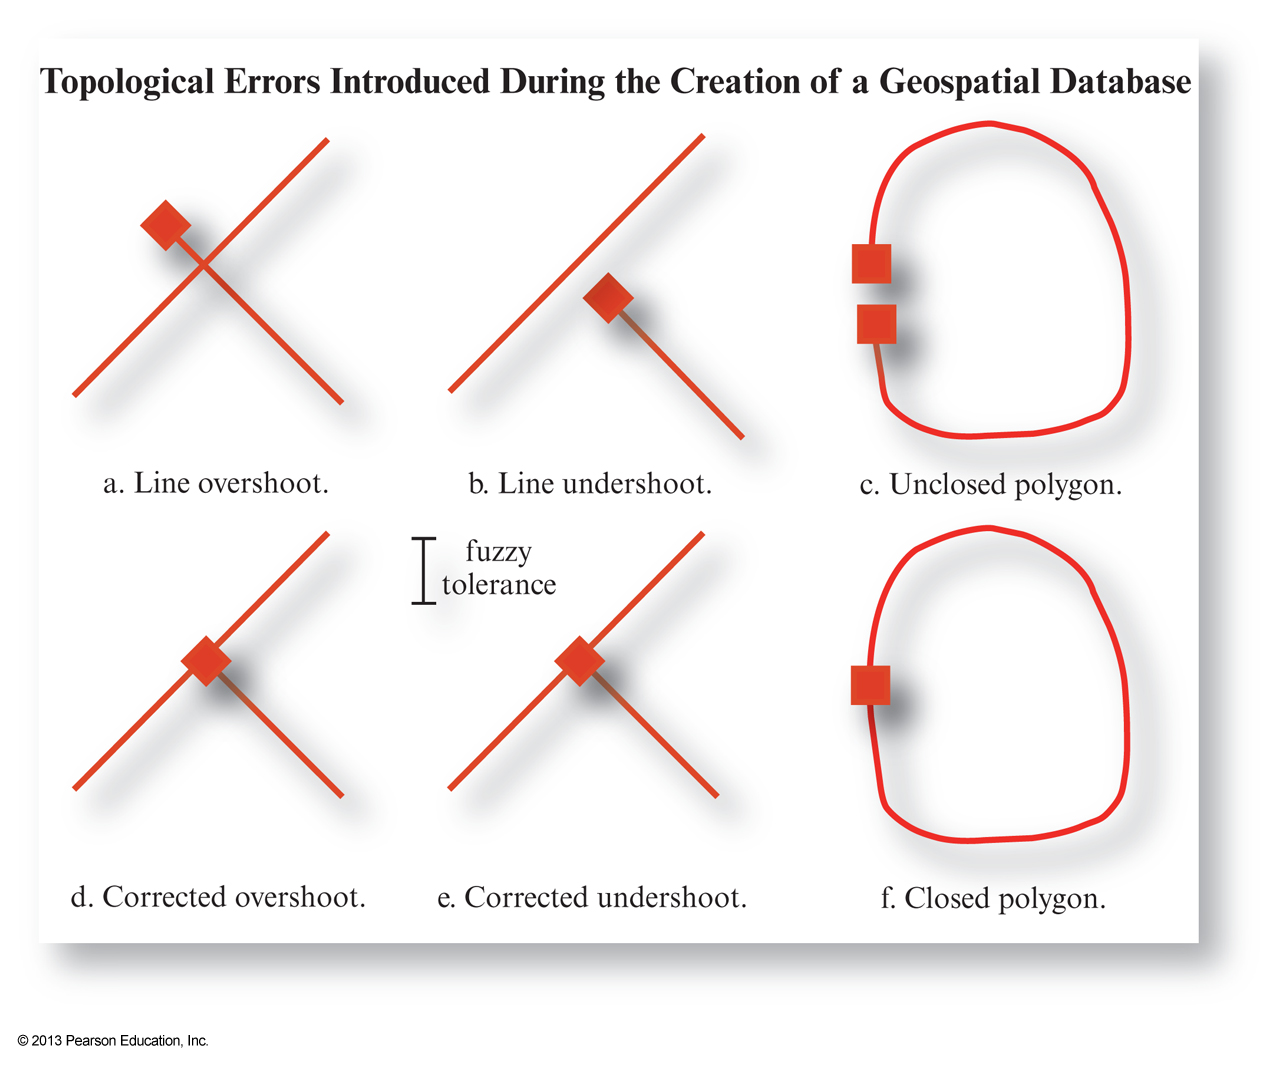 Topological Errors Introduced During the Creation of a Geospatial Database
a. Line overshoot.
b. Line undershoot.
c. Unclosed polygon.
fuzzy
tolerance
d. Corrected overshoot.
e. Corrected undershoot.
f. Closed polygon.
© 2013 Pearson Education, Inc.